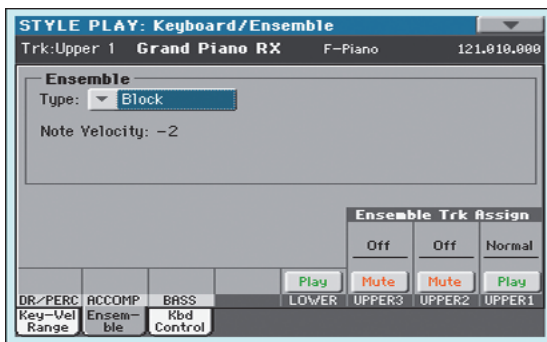 STYLE PLAY: Keyboard/Ensemble
Trk:Upper 1 Grand Piano RX F-Piano 121.010.000
Ensemble
Type: Block
Note Velocity: -2
Ensemble Trk Assign
Off Off Normal
Play Mute Mute Play
DR/PERC ACCOMP BASS LOWER UPPER3 UPPER2 UPPER1
Key-Vel Range Ensem-ble Kbd Control